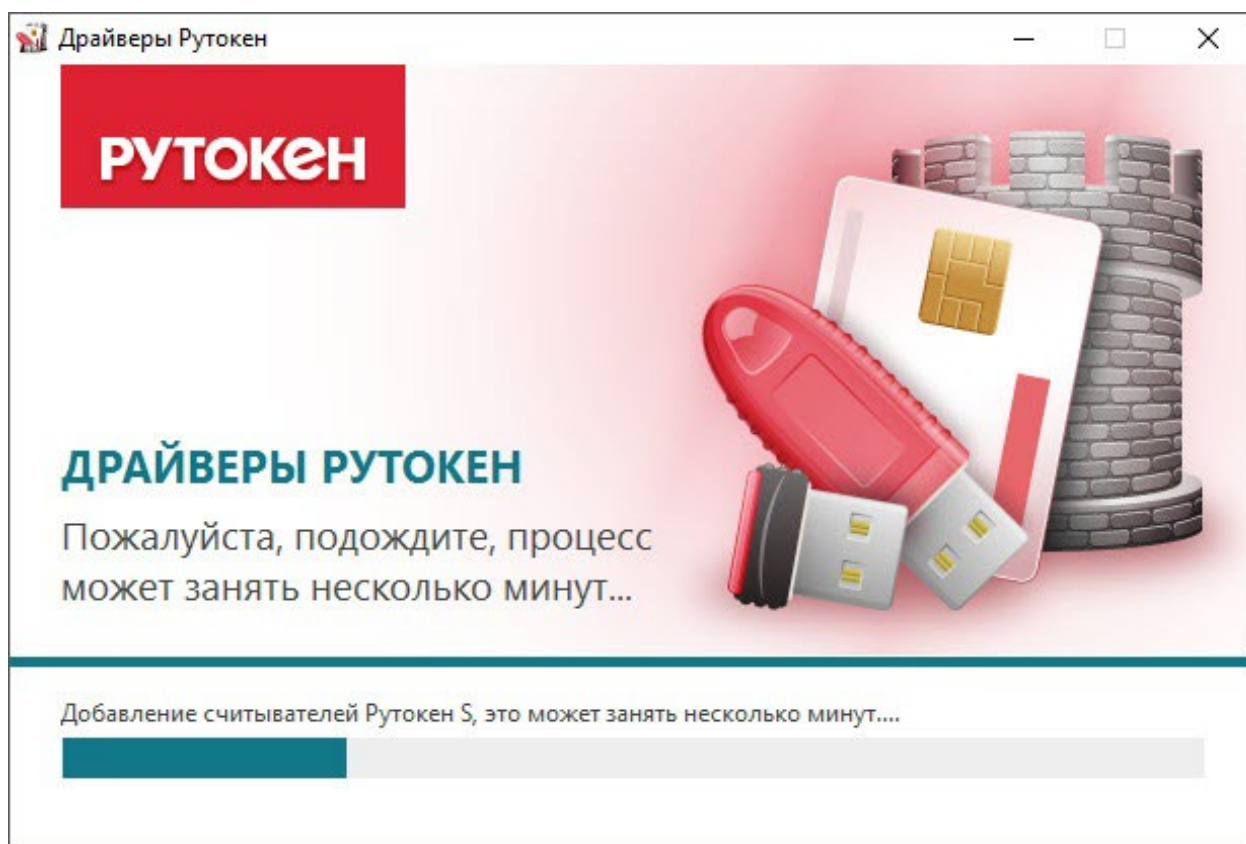 Драйверы Рутокен
РУТОКЕН
ДРАЙВЕРЫ РУТОКЕН
Пожалуйста, подождите, процесс
может занять несколько минут...
Добавление считывателей Рутокен S, это может занять несколько минут....